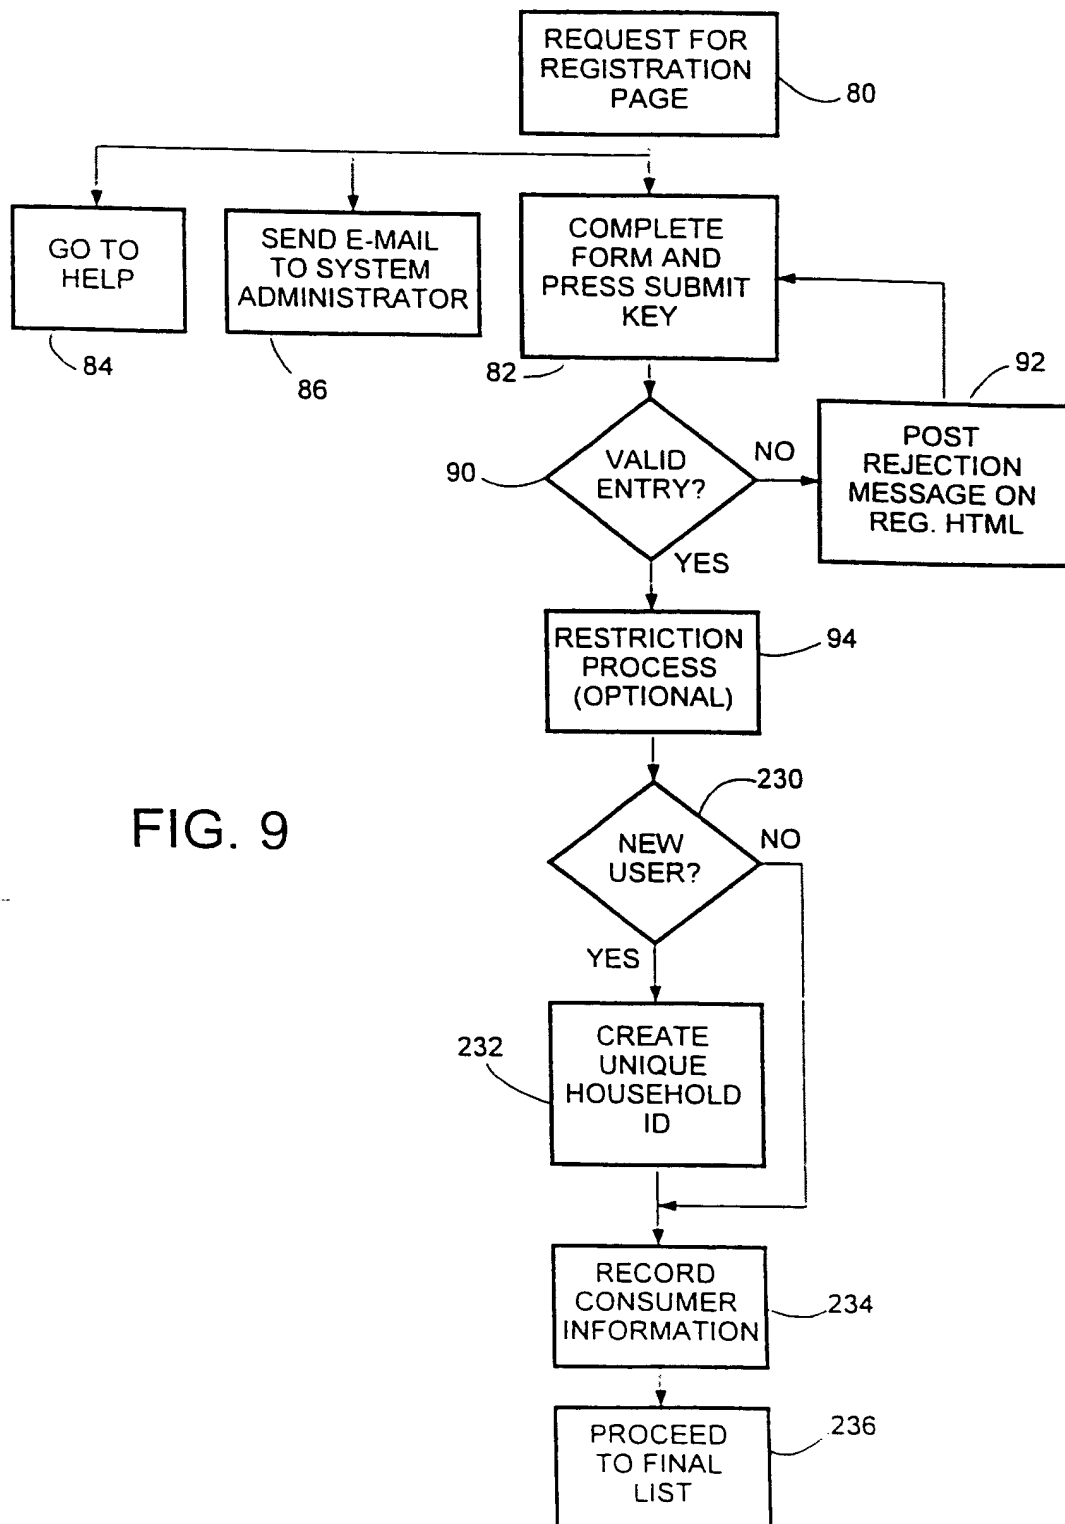 REQUEST FOR
REGISTRATION
PAGE
80
GO TO
HELP
84
SEND E-MAIL
TO SYSTEM
ADMINISTRATOR
86
COMPLETE
FORM AND
PRESS SUBMIT
KEY
82
92
POST
REJECTION
MESSAGE ON
REG. HTML
90
VALID
ENTRY?
NO
YES
RESTRICTION
PROCESS
(OPTIONAL)
94
230
NEW
USER?
NO
YES
FIG. 9
232
CREATE
UNIQUE
HOUSEHOLD
ID
RECORD
CONSUMER
INFORMATION
234
PROCEED
TO FINAL
LIST
236